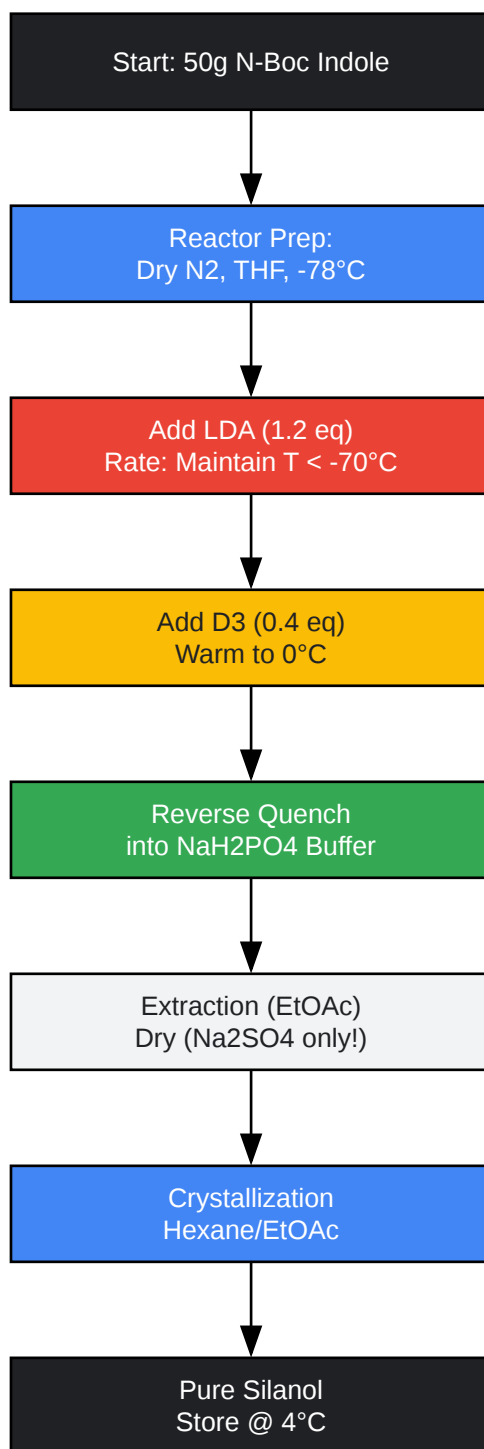 Start: 50g N-Boc Indole
Reactor Prep:
Dry N2, THF, -78°C
Add LDA (1.2 eq)
Rate: Maintain T < -70°C
Add D3 (0.4 eq)
Warm to 0°C
Reverse Quench
into NaH2PO4 Buffer
Extraction (EtOAc)
Dry (Na2SO4 only!)
Crystallization
Hexane/EtOAc
Pure Silanol
Store @ 4°C